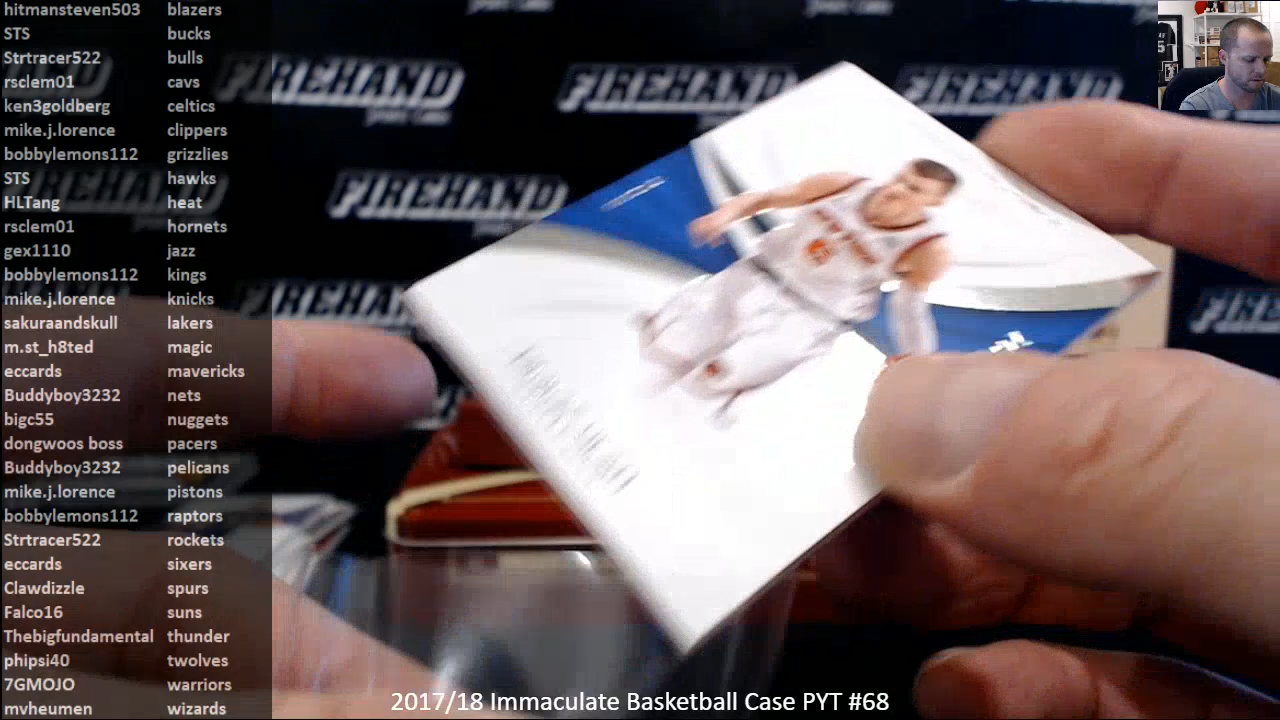 hitmansteven503 blazers
STS bucks
Strtracer522 bulls
rsclem01 cavs
ken3goldberg celtics
mike.j.lorence clippers
bobbylemons112 grizzlies
STS hawks
HLTang heat
rsclem01 hornets
gex1110 jazz
bobbylemons112 kings
mike.j.lorence knicks
sakuraandskull lakers
m.st_h8ted magic
eccards mavericks
Buddyboy3232 nets
bigc55 nuggets
dongwoos boss pacers
Buddyboy3232 pelicans
mike.j.lorence pistons
bobbylemons112 raptors
Strtracer522 rockets
eccards sixers
Clawdizzle spurs
Falco16 suns
Thebigfundamental thunder
phipsi40 twolves
7GMOJO warriors
mvheumen wizards
FIREHAND
FIREHAND
FIREHAND
FIREHAND
FIREHAND
2017/18 Immaculate Basketball Case PYT #68